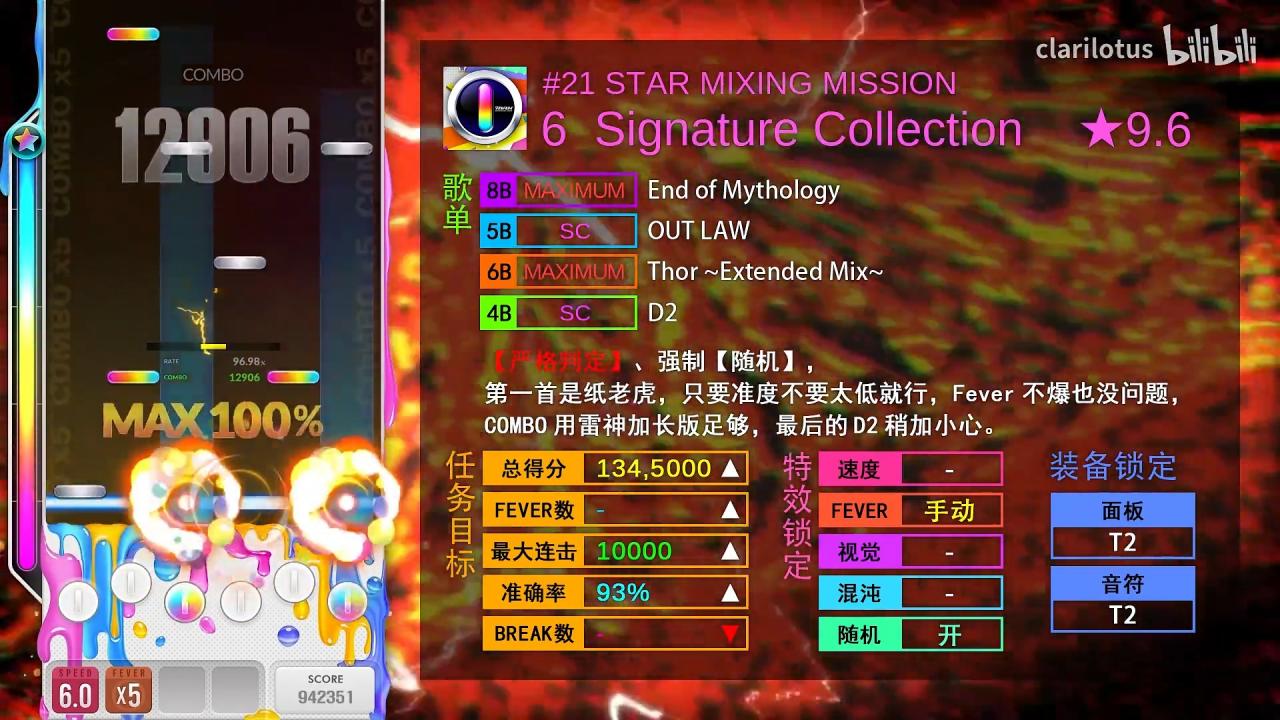 clarilotus bilibili
COMBO
12906
COMBO x5
RATE 96.98%
COMBO 12906
MAX 100%
SPEED
6.0
FEVER
x5
SCORE
942351
#21 STAR MIXING MISSION
6 Signature Collection ★9.6
歌单
8B MAXIMUM End of Mythology
5B SC OUT LAW
6B MAXIMUM Thor ~Extended Mix~
4B SC D2
【严格判定】、强制【随机】，
第一首是纸老虎，只要准度不要太低就行，Fever 不爆也没问题，
COMBO 用雷神加长版足够，最后的 D2 稍加小心。
任务目标
总得分 134,5000 ▲
FEVER数 - ▲
最大连击 10000 ▲
准确率 93% ▲
BREAK数 - ▼
特效锁定
速度 -
FEVER 手动
视觉 -
混沌 -
随机 开
装备锁定
面板
T2
音符
T2